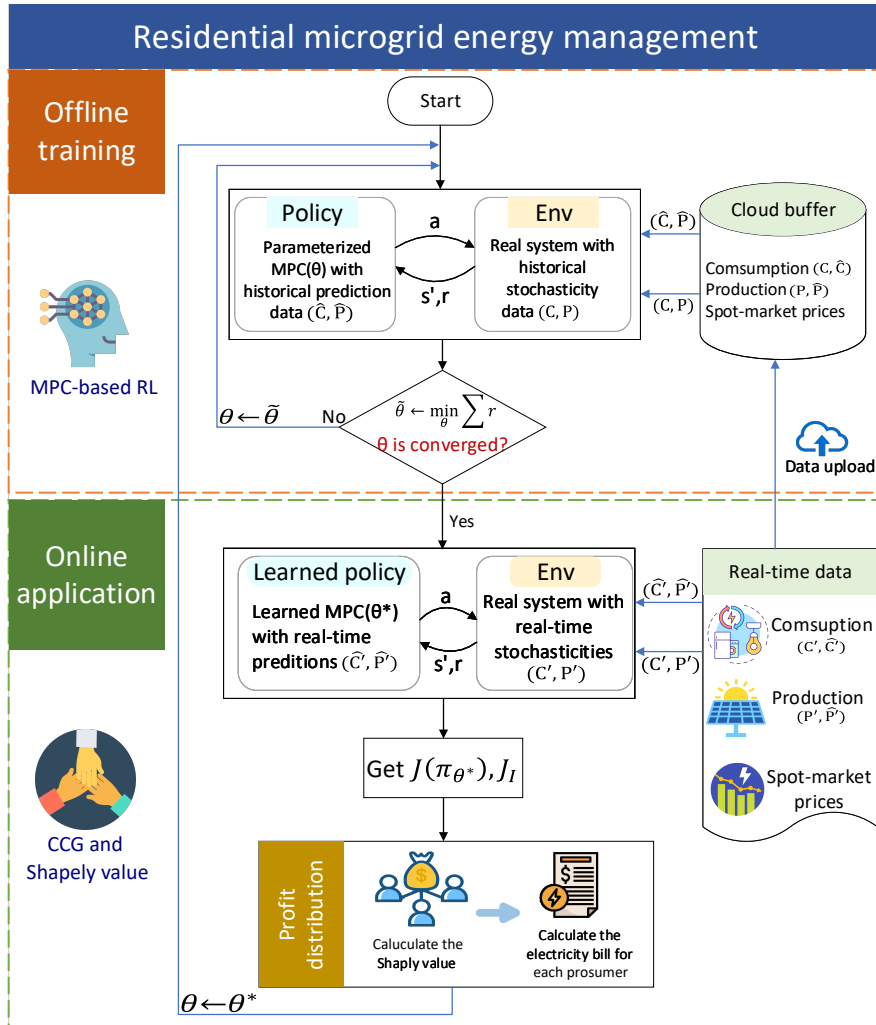 Residential microgrid energy management
Offline
training
Start
Policy
Parameterized
MPC(θ) with
historical prediction
data (Ĉ, P̂)
a
s',r
Env
Real system with
historical
stochasticity
data (C, P)
(Ĉ, P̂)
(C, P)
Cloud buffer
Comsumption (C, Ĉ)
Production (P, P̂)
Spot-market prices
MPC-based RL
θ ← θ̃
No
θ̃ ← min_θ ∑ r
θ is converged?
Data upload
Yes
Online
application
Learned policy
Learned MPC(θ*)
with real-time
preditions (Ĉ′, P̂′)
a
s',r
Env
Real system with
real-time
stochasticities
(C′, P′)
(Ĉ′, P̂′)
(C′, P′)
Real-time data
Comsuption
(C′, Ĉ′)
Production
(P′, P̂′)
Spot-market
prices
Get J(π_θ*), J_I
CCG and
Shapely value
Profit
distribution
$
Caluculate the
Shaply value
$
Calculate the
electricity bill for
each prosumer
θ ← θ*